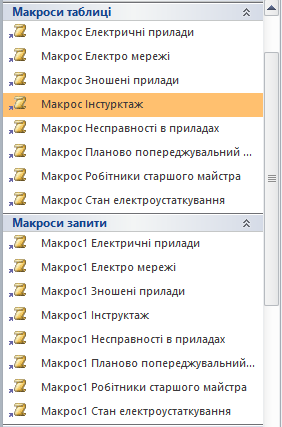 Макроси таблиці
Макрос Електричні прилади
Макрос Електро мережі
Макрос Зношені прилади
Макрос Інстурктаж
Макрос Несправності в приладах
Макрос Планово попереджувальний ...
Макрос Робітники старшого майстра
Макрос Стан електроустаткування
Макроси запити
Макрос1 Електричні прилади
Макрос1 Електро мережі
Макрос1 Зношені прилади
Макрос1 Інструктаж
Макрос1 Несправності в приладах
Макрос1 Планово попереджувальний...
Макрос1 Робітники старшого майстра
Макрос1 Стан електроустаткування